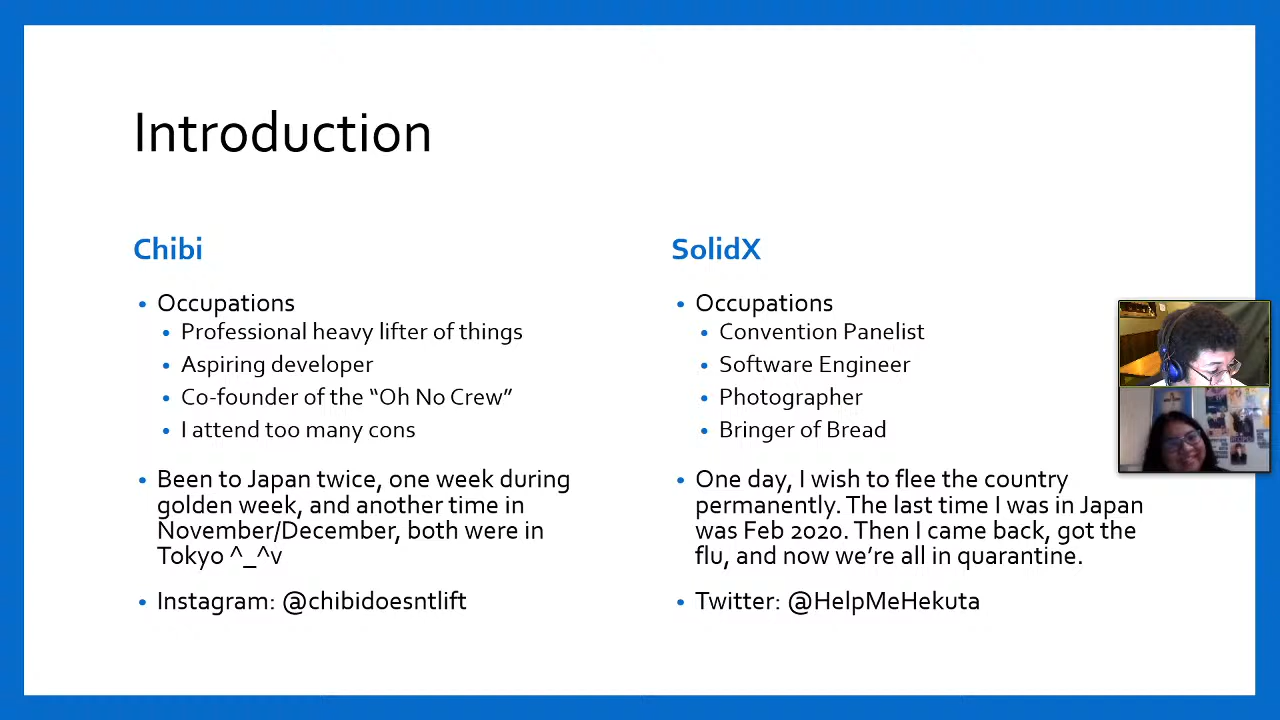 Introduction
Chibi
• Occupations
• Professional heavy lifter of things
• Aspiring developer
• Co-founder of the “Oh No Crew”
• I attend too many cons
• Been to Japan twice, one week during
golden week, and another time in
November/December, both were in
Tokyo ^_^v
• Instagram: @chibidoesntlift
SolidX
• Occupations
• Convention Panelist
• Software Engineer
• Photographer
• Bringer of Bread
• One day, I wish to flee the country
permanently. The last time I was in Japan
was Feb 2020. Then I came back, got the
flu, and now we’re all in quarantine.
• Twitter: @HelpMeHekuta